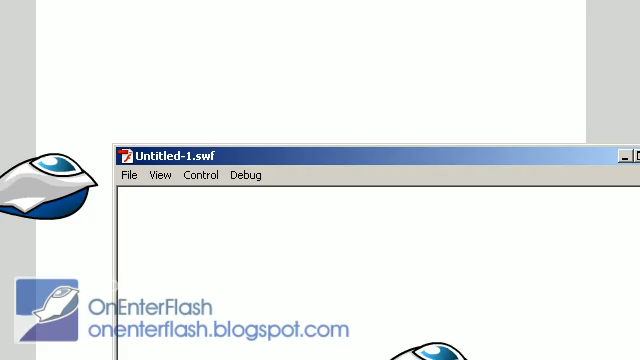 Untitled-1.swf
File View Control Debug
OnEnterFlash
onenterflash.blogspot.com